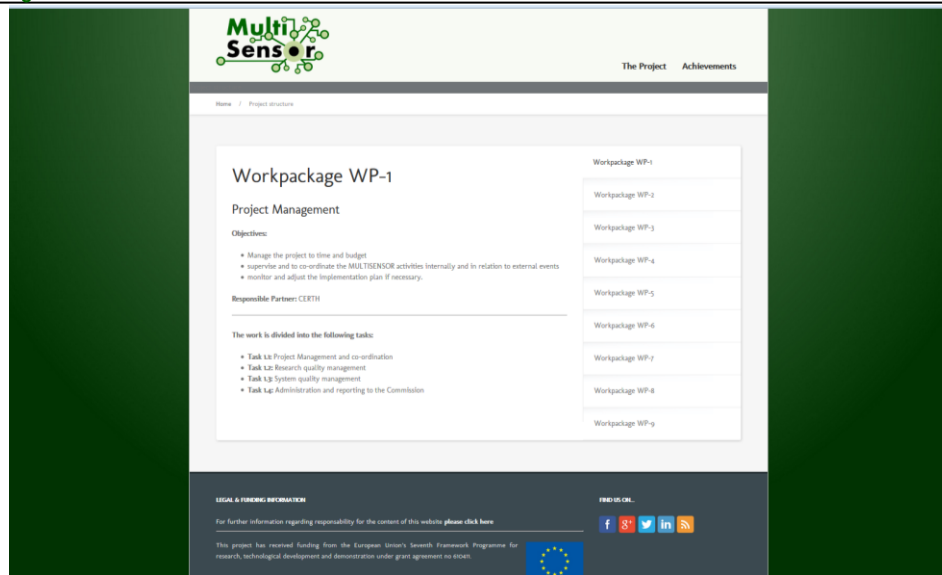 Multi
Sensor
The Project Achievements
Home / Project structure
Workpackage WP-1
Project Management
Objectives:
Manage the project to time and budget
supervise and to co-ordinate the MULTISENSOR activities internally and in relation to external events
monitor and adjust the implementation plan if necessary.
Responsible Partner: CERTH
The work is divided into the following tasks:
Task 1.1: Project Management and co-ordination
Task 1.2: Research quality management
Task 1.3: System quality management
Task 1.4: Administration and reporting to the Commission
Workpackage WP-1
Workpackage WP-2
Workpackage WP-3
Workpackage WP-4
Workpackage WP-5
Workpackage WP-6
Workpackage WP-7
Workpackage WP-8
Workpackage WP-9
LEGAL & FUNDING INFORMATION
For further information regarding responsability for the content of this website please click here
This project has received funding from the European Union's Seventh Framework Programme for
research, technological development and demonstration under grant agreement no 610411.
FIND US ON...